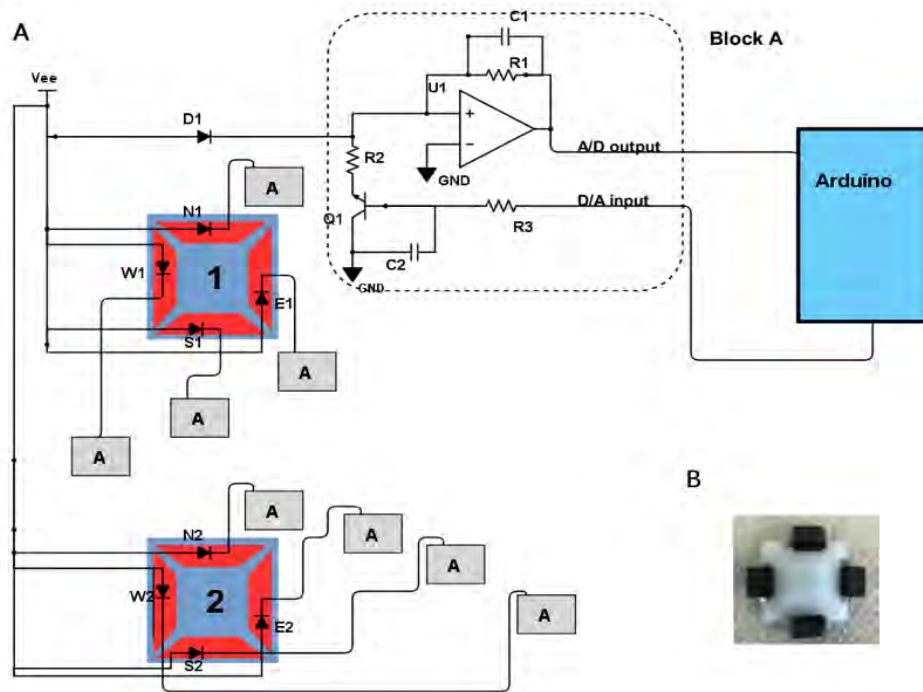 A
Vee
D1
C1
R1
U1
Block A
R2
GND
A/D output
Arduino
Q1
D/A input
R3
C2
GND
A
N1
1
W1
E1
S1
A
A
A
B
N2
A
A
A
W2
2
E2
A
S2